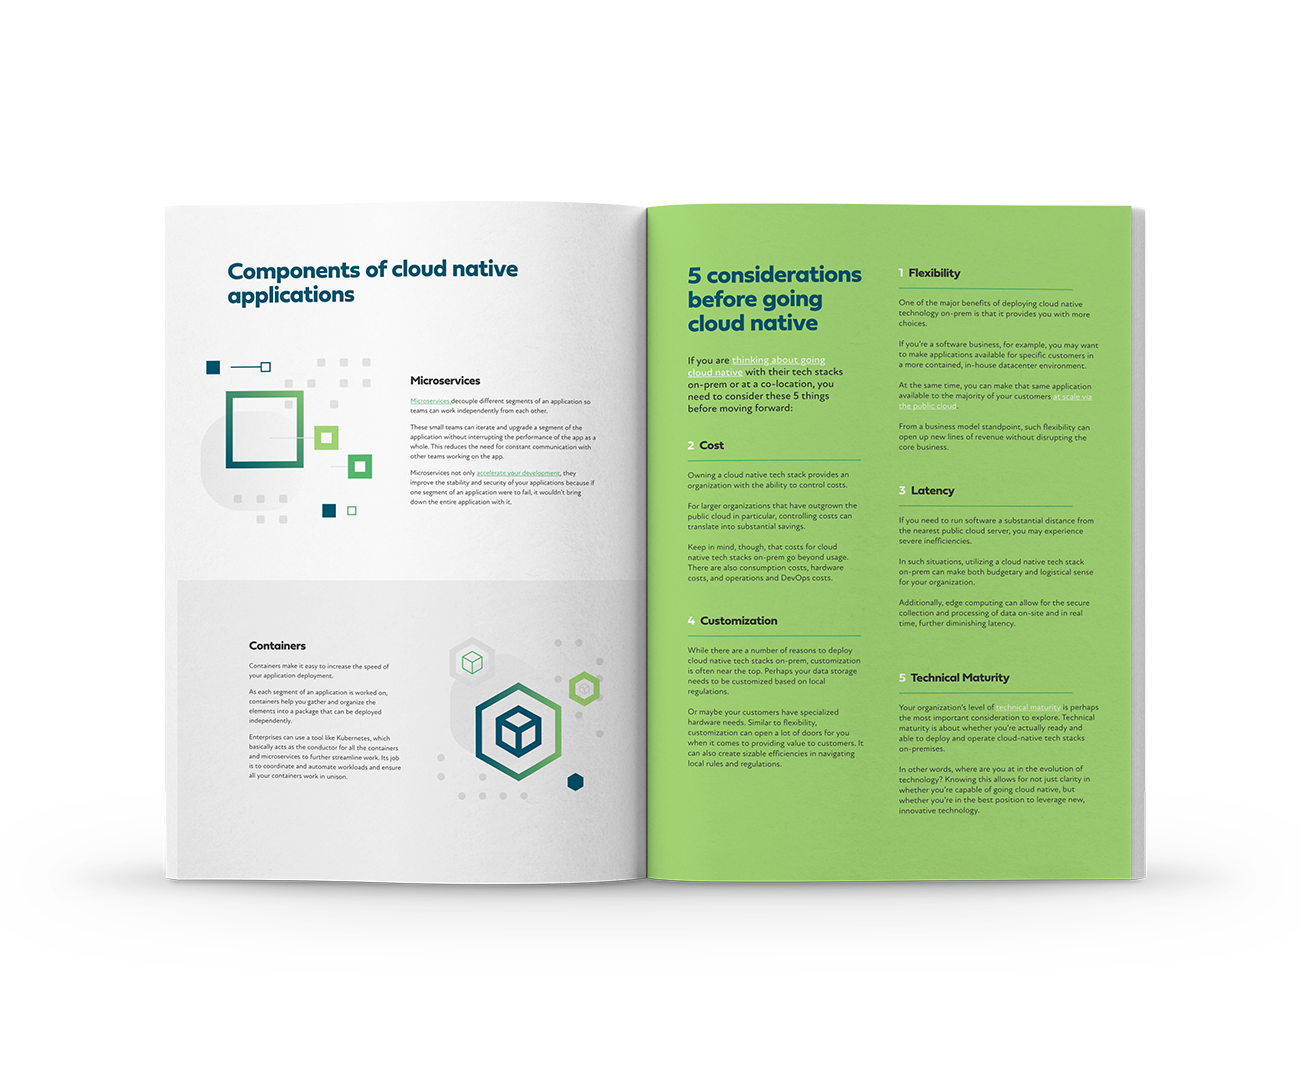 Components of cloud native
applications
Microservices
Microservices decouple different segments of an application so
teams can work independently from each other.
These small teams can iterate and upgrade a segment of the
application without interrupting the performance of the app as a
whole. This reduces the need for constant communication with
other teams working on the app.
Microservices not only accelerate your development, they
improve the stability and security of your applications because if
one segment of an application were to fail, it wouldn't bring
down the entire application with it.
Containers
Containers make it easy to increase the speed of
your application deployment.
As each segment of an application is worked on,
containers help you gather and organize the
elements into a package that can be deployed
independently.
Enterprises can use a tool like Kubernetes, which
basically acts as the conductor for all the containers
and microservices to further streamline work. Its job
is to coordinate and automate workloads and ensure
all your containers work in unison.
5 considerations
before going
cloud native
If you are thinking about going
cloud native with their tech stacks
on-prem or at a co-location, you
need to consider these 5 things
before moving forward:
1 Flexibility
One of the major benefits of deploying cloud native
technology on-prem is that it provides you with more
choices.
If you're a software business, for example, you may want
to make applications available for specific customers in
a more contained, in-house datacenter environment.
At the same time, you can make that same application
available to the majority of your customers at scale via
the public cloud.
From a business model standpoint, such flexibility can
open up new lines of revenue without disrupting the
core business.
2 Cost
Owning a cloud native tech stack provides an
organization with the ability to control costs.
For larger organizations that have outgrown the
public cloud in particular, controlling costs can
translate into substantial savings.
Keep in mind, though, that costs for cloud
native tech stacks on-prem go beyond usage.
There are also consumption costs, hardware
costs, and operations and DevOps costs.
3 Latency
If you need to run software a substantial distance from
the nearest public cloud server, you may experience
severe inefficiencies.
In such situations, utilizing a cloud native tech stack
on-prem can make both budgetary and logistical sense
for your organization.
Additionally, edge computing can allow for the secure
collection and processing of data on-site and in real
time, further diminishing latency.
4 Customization
While there are a number of reasons to deploy
cloud native tech stacks on-prem, customization
is often near the top. Perhaps your data storage
needs to be customized based on local
regulations.
Or maybe your customers have specialized
hardware needs. Similar to flexibility,
customization can open a lot of doors for you
when it comes to providing value to customers. It
can also create sizable efficiencies in navigating
local rules and regulations.
5 Technical Maturity
Your organization's level of technical maturity is perhaps
the most important consideration to explore. Technical
maturity is about whether you're actually ready and
able to deploy and operate cloud-native tech stacks
on-premises.
In other words, where are you at in the evolution of
technology? Knowing this allows for not just clarity in
whether you're capable of going cloud native, but
whether you're in the best position to leverage new,
innovative technology.